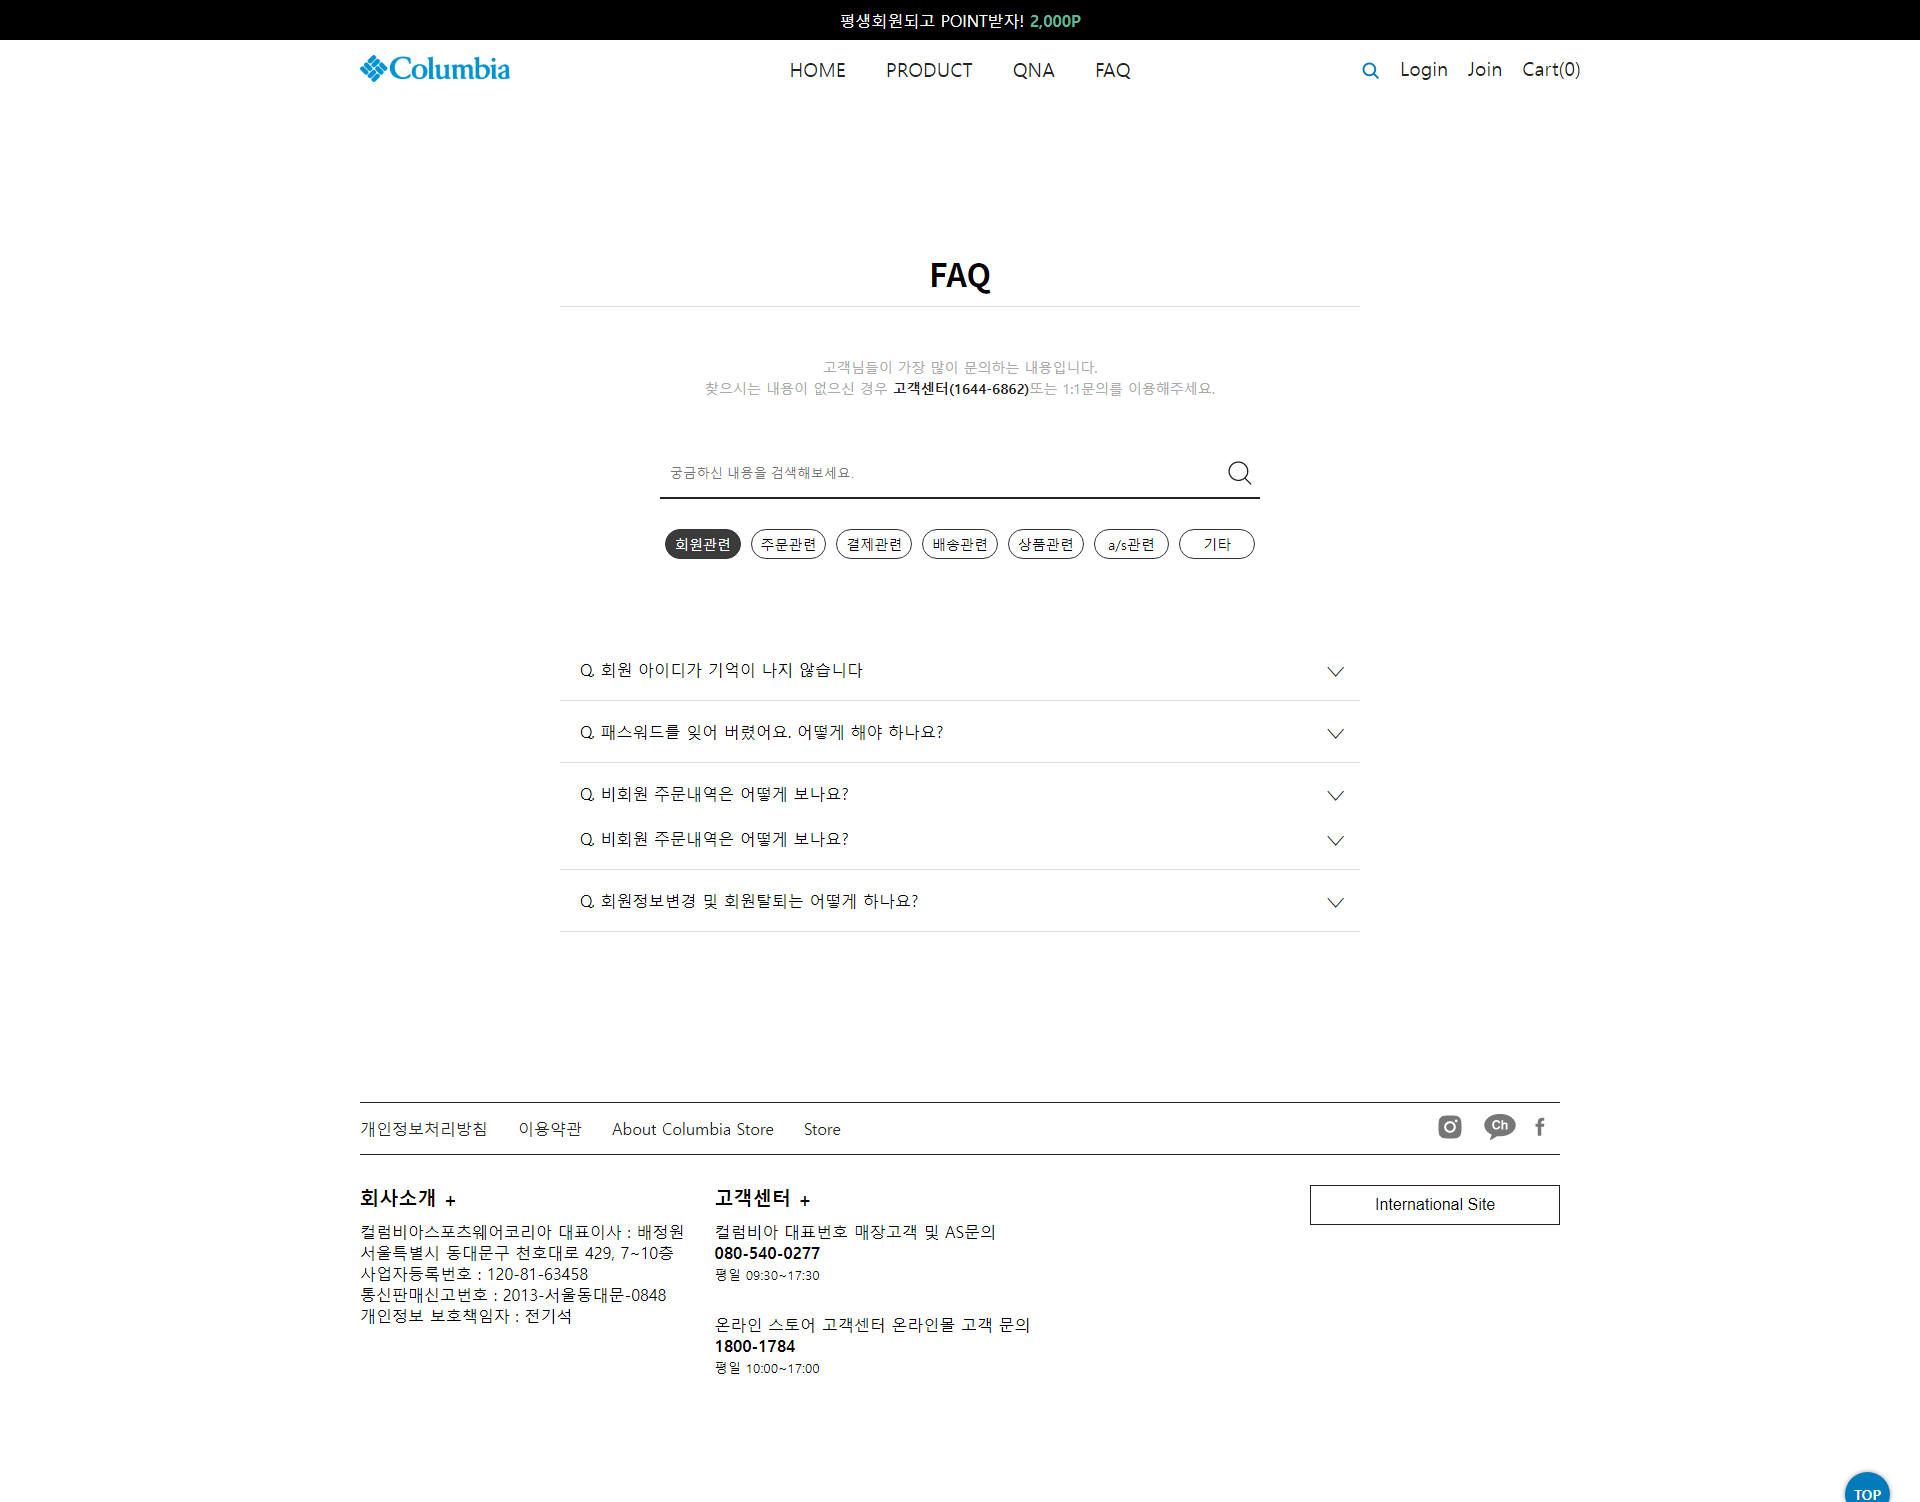 평생회원되고 POINT받자! 2,000P
Columbia
HOME PRODUCT QNA FAQ
Login Join Cart(0)
FAQ
고객님들이 가장 많이 문의하는 내용입니다.
찾으시는 내용이 없으신 경우 고객센터(1644-6862)또는 1:1문의를 이용해주세요.
궁금하신 내용을 검색해보세요.
회원관련 주문관련 결제관련 배송관련 상품관련 a/s관련 기타
Q. 회원 아이디가 기억이 나지 않습니다
Q. 패스워드를 잊어 버렸어요. 어떻게 해야 하나요?
Q. 비회원 주문내역은 어떻게 보나요?
Q. 비회원 주문내역은 어떻게 보나요?
Q. 회원정보변경 및 회원탈퇴는 어떻게 하나요?
개인정보처리방침 이용약관 About Columbia Store Store
Ch
회사소개 +
컬럼비아스포츠웨어코리아 대표이사 : 배정원
서울특별시 동대문구 천호대로 429, 7~10층
사업자등록번호 : 120-81-63458
통신판매신고번호 : 2013-서울동대문-0848
개인정보 보호책임자 : 전기석
고객센터 +
컬럼비아 대표번호 매장고객 및 AS문의
080-540-0277
평일 09:30~17:30
온라인 스토어 고객센터 온라인몰 고객 문의
1800-1784
평일 10:00~17:00
International Site
TOP